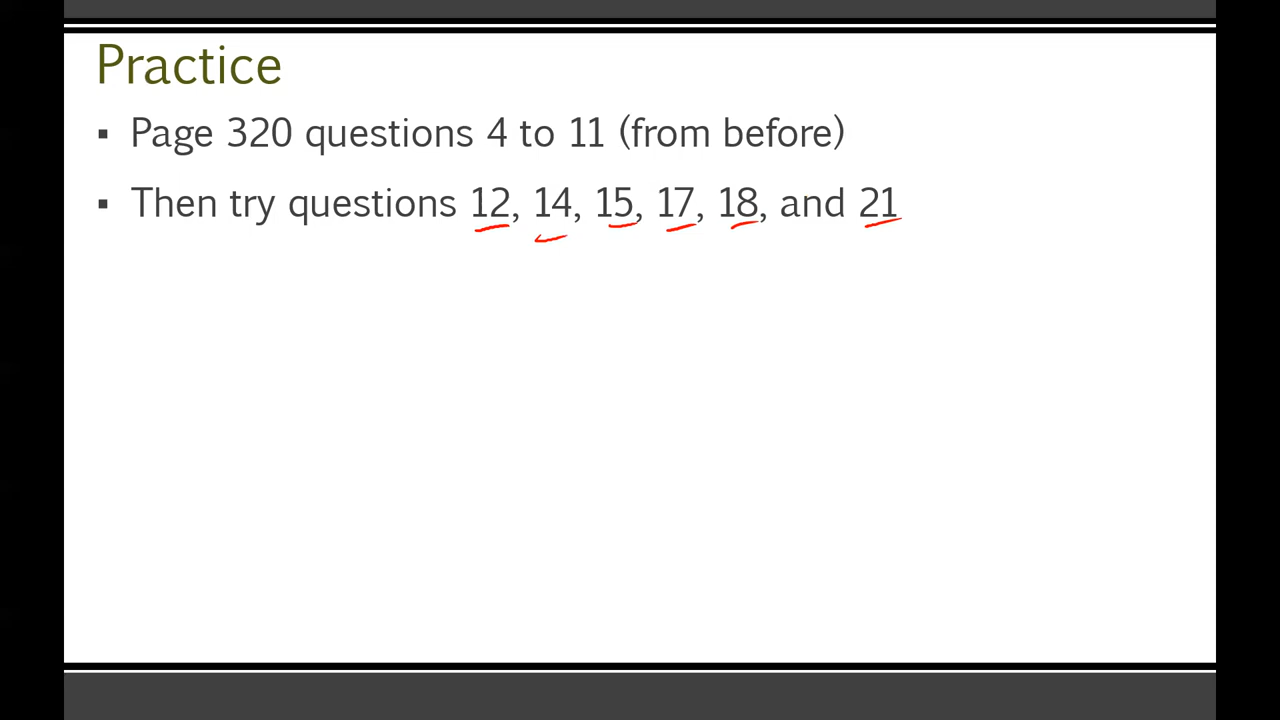 Practice
▪ Page 320 questions 4 to 11 (from before)
▪ Then try questions 12, 14, 15, 17, 18, and 21